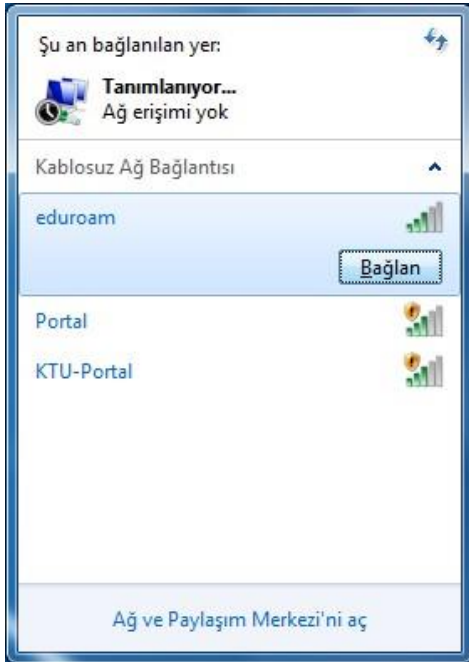 Şu an bağlanılan yer:
Tanımlanıyor...
Ağ erişimi yok
Kablosuz Ağ Bağlantısı
eduroam
Bağlan
Portal
KTU-Portal
Ağ ve Paylaşım Merkezi'ni aç